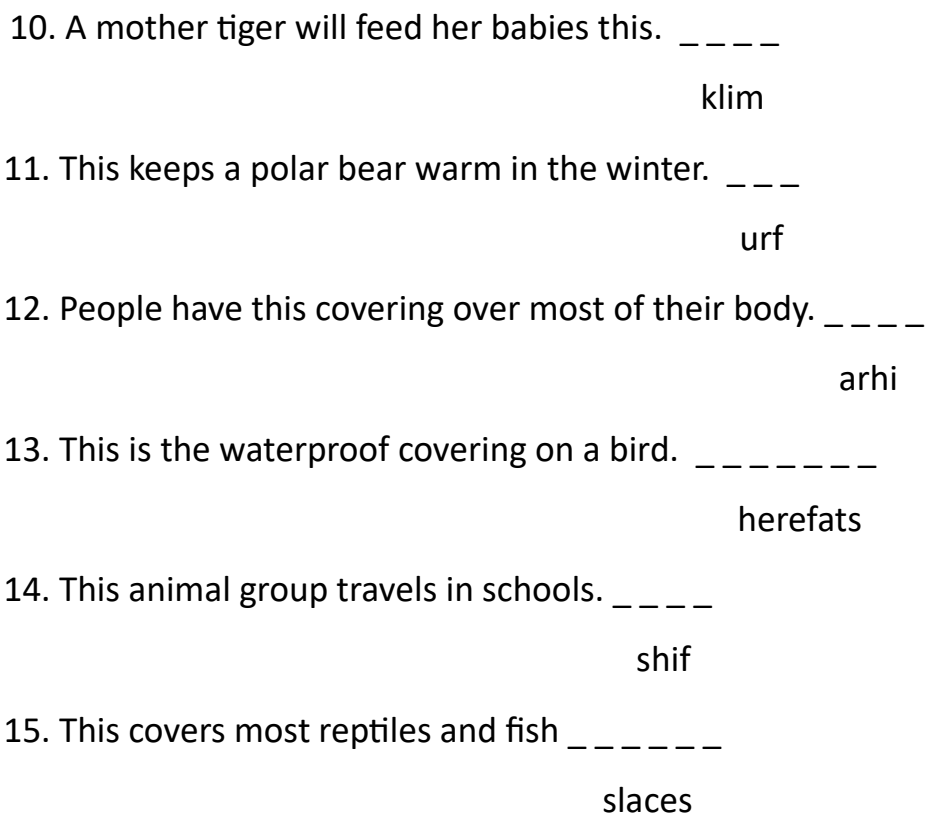 10. A mother tiger will feed her babies this. _ _ _ _
klim
11. This keeps a polar bear warm in the winter. _ _ _
urf
12. People have this covering over most of their body. _ _ _ _
arhi
13. This is the waterproof covering on a bird. _ _ _ _ _ _ _
herefats
14. This animal group travels in schools. _ _ _ _
shif
15. This covers most reptiles and fish _ _ _ _ _ _
slaces